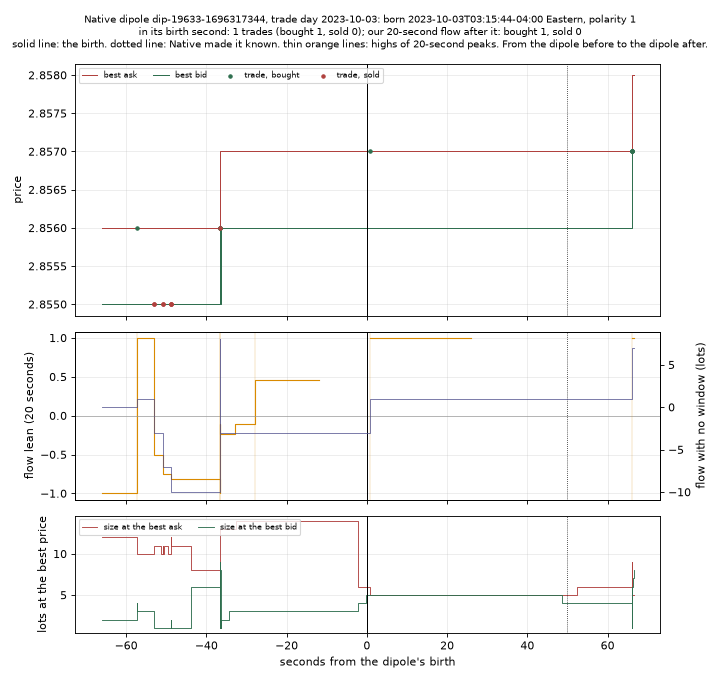 Native dipole dip-19633-1696317344, trade day 2023-10-03: born 2023-10-03T03:15:44-04:00 Eastern, polarity 1
in its birth second: 1 trades (bought 1, sold 0); our 20-second flow after it: bought 1, sold 0
solid line: the birth. dotted line: Native made it known. thin orange lines: highs of 20-second peaks. From the dipole before to the dipole after.
best ask best bid trade, bought trade, sold
2.8580
2.8575
2.8570
2.8565
2.8560
2.8555
2.8550
price
1.0
0.5
0.0
−0.5
−1.0
flow lean (20 seconds)
5
0
−5
−10
flow with no window (lots)
size at the best ask size at the best bid
10
5
lots at the best price
−60 −40 −20 0 20 40 60
seconds from the dipole's birth